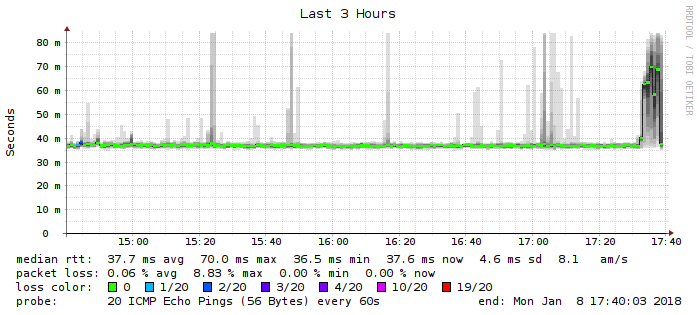 Last 3 Hours
RRDTOOL / TOBI OETIKER
Seconds
80 m
70 m
60 m
50 m
40 m
30 m
20 m
10 m
0
15:00 15:20 15:40 16:00 16:20 16:40 17:00 17:20 17:40
median rtt: 37.7 ms avg 70.0 ms max 36.5 ms min 37.6 ms now 4.6 ms sd 8.1 am/s
packet loss: 0.06 % avg 8.83 % max 0.00 % min 0.00 % now
loss color: 0 1/20 2/20 3/20 4/20 10/20 19/20
probe: 20 ICMP Echo Pings (56 Bytes) every 60s end: Mon Jan 8 17:40:03 2018